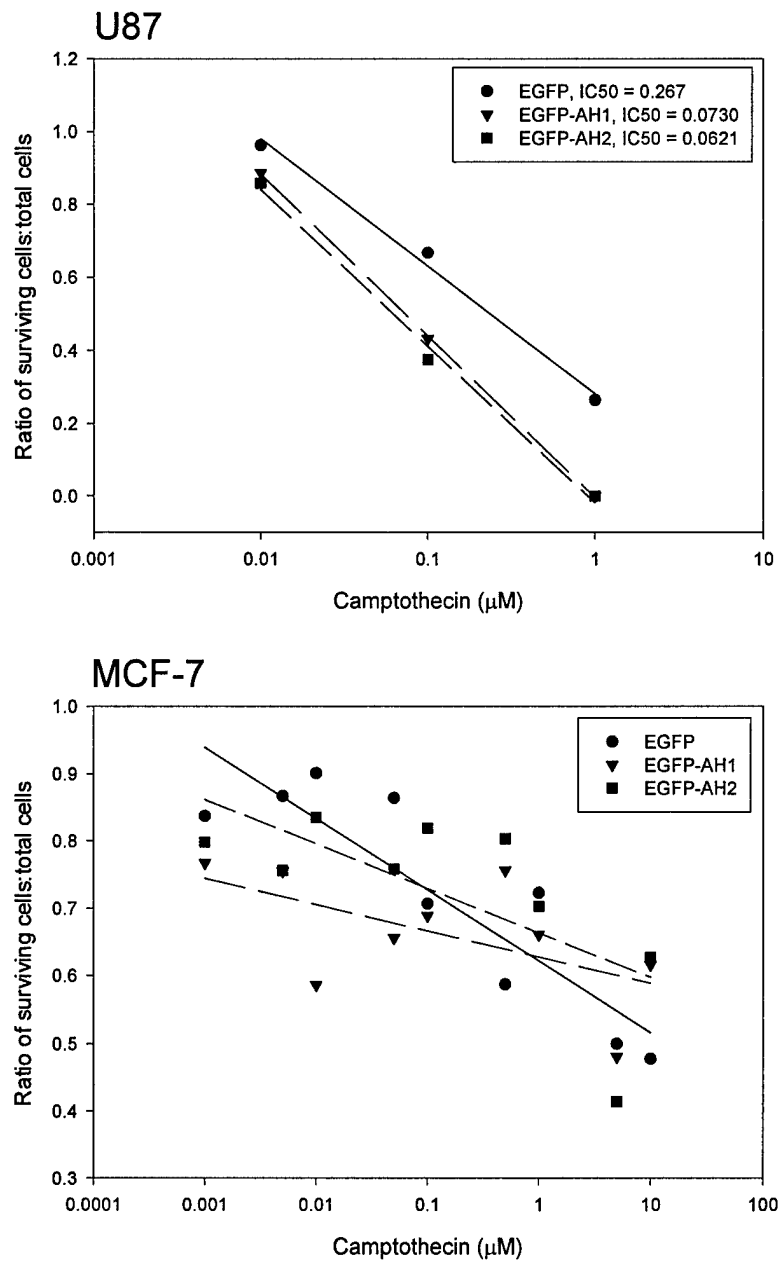 U87
1.2
1.0
0.8
0.6
0.4
0.2
0.0
Ratio of surviving cells:total cells
EGFP, IC50 = 0.267
EGFP-AH1, IC50 = 0.0730
EGFP-AH2, IC50 = 0.0621
0.001 0.01 0.1 1 10
Camptothecin (μM)
MCF-7
1.0
0.9
0.8
0.7
0.6
0.5
0.4
0.3
Ratio of surviving cells:total cells
EGFP
EGFP-AH1
EGFP-AH2
0.0001 0.001 0.01 0.1 1 10 100
Camptothecin (μM)